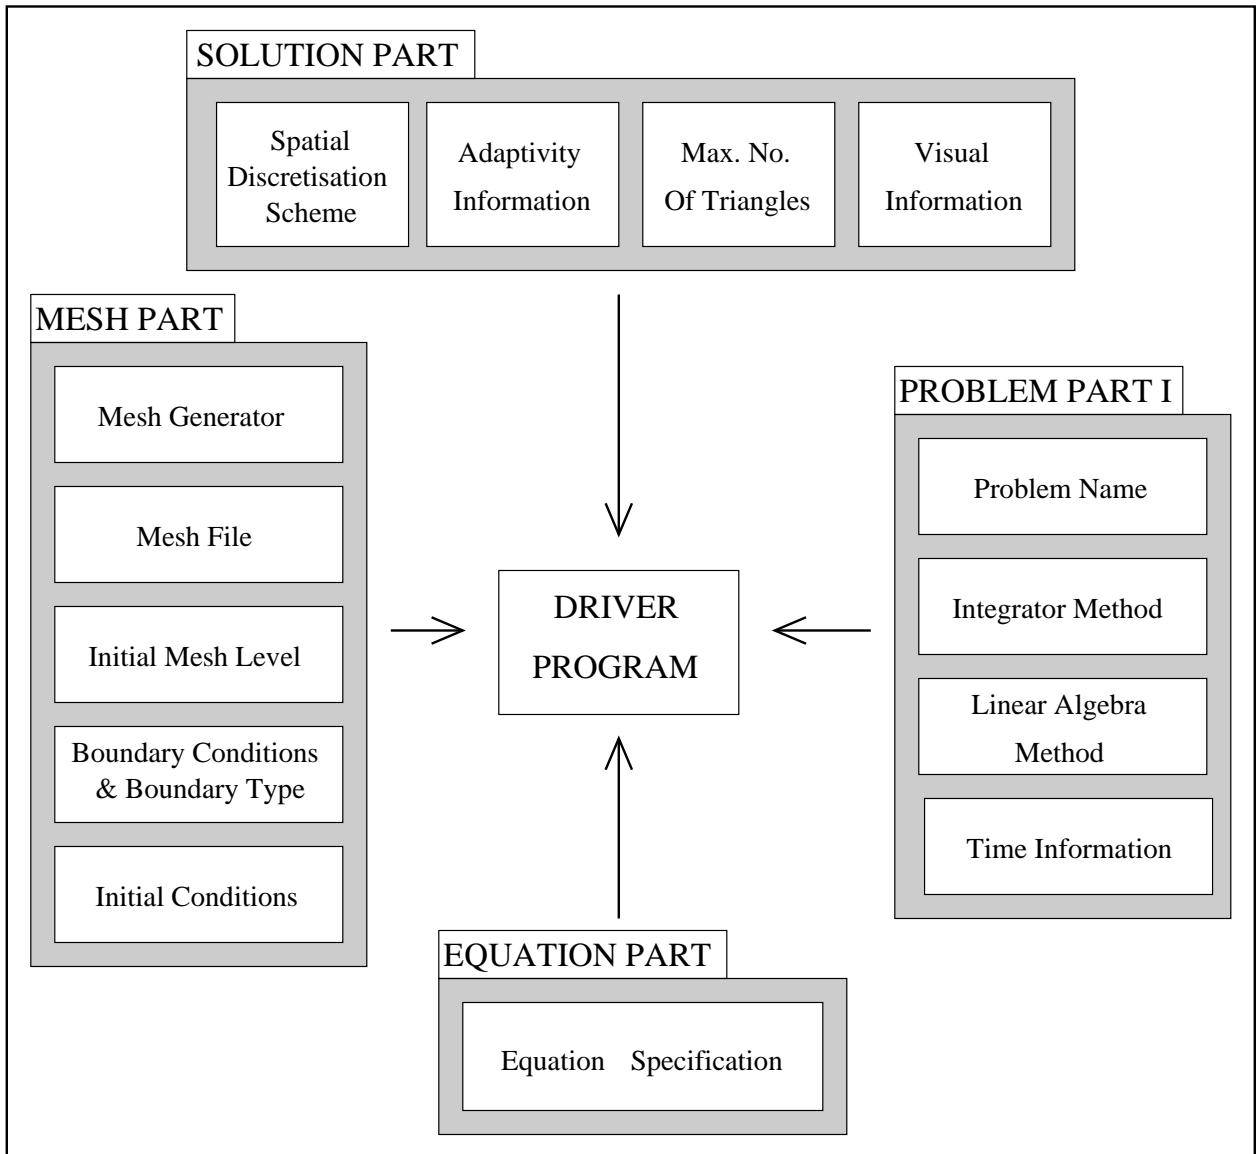 SOLUTION PART
Spatial
Discretisation
Scheme
Adaptivity
Information
Max. No.
Of Triangles
Visual
Information
MESH PART
Mesh Generator
Mesh File
Initial Mesh Level
Boundary Conditions
& Boundary Type
Initial Conditions
DRIVER
PROGRAM
PROBLEM PART I
Problem Name
Integrator Method
Linear Algebra
Method
Time Information
EQUATION PART
Equation Specification